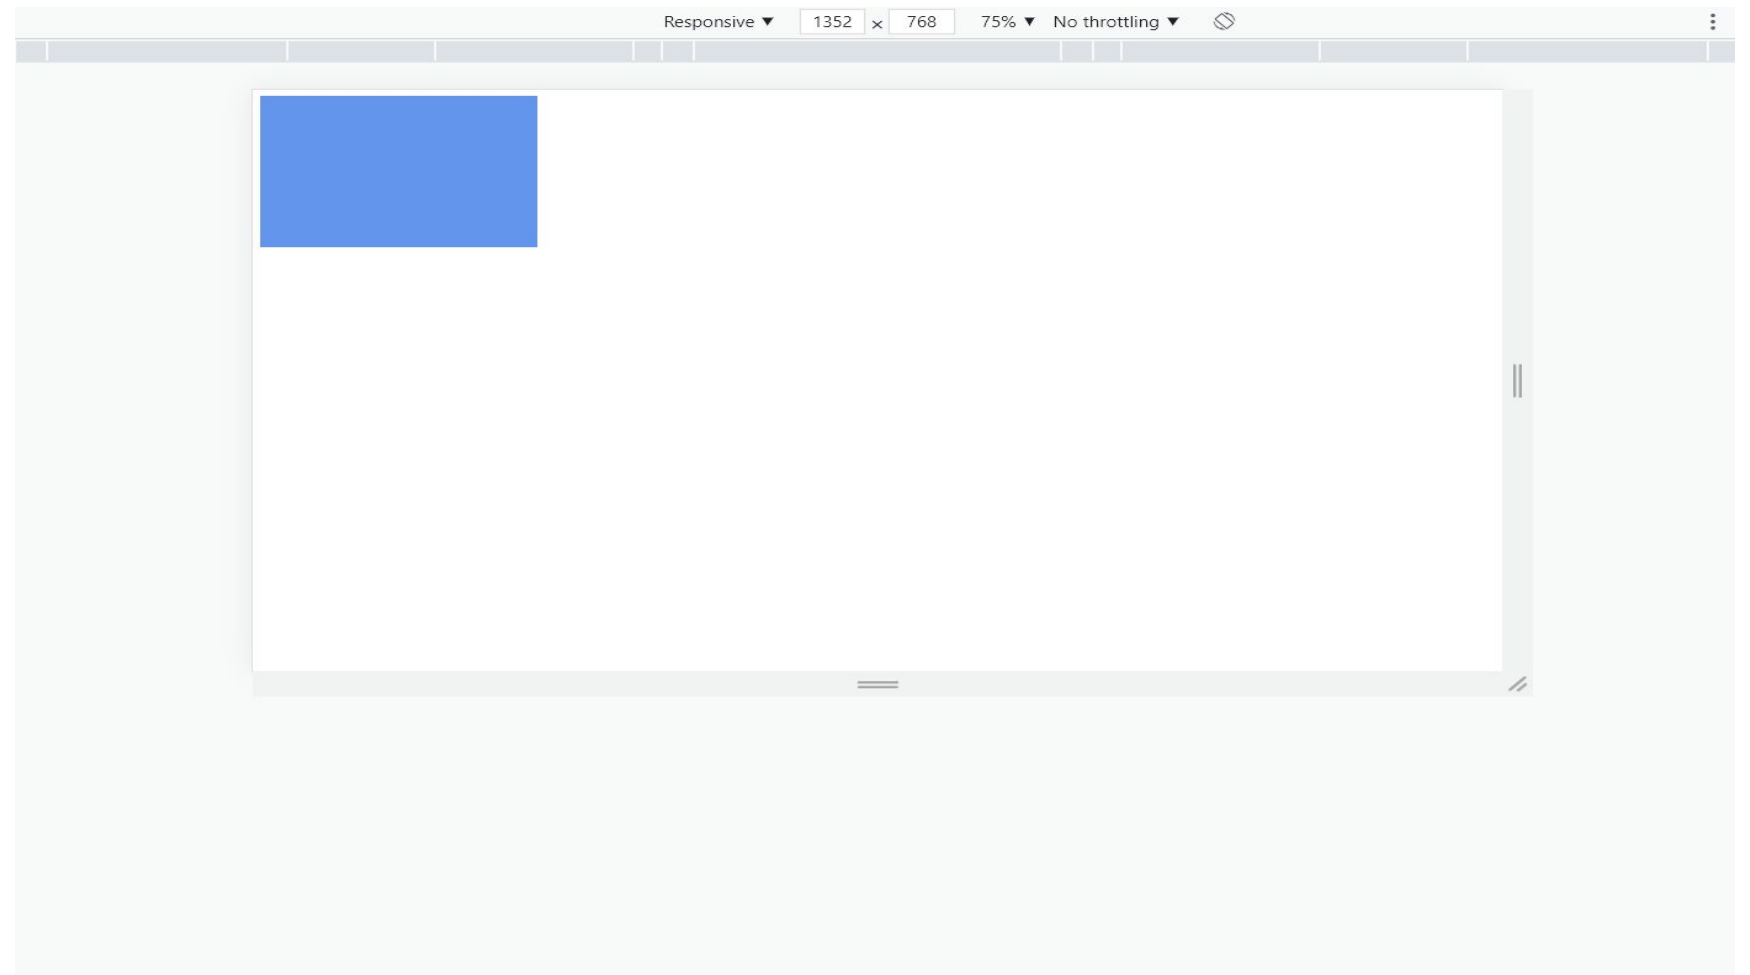 Responsive ▼ 1352 × 768 75% ▼ No throttling ▼